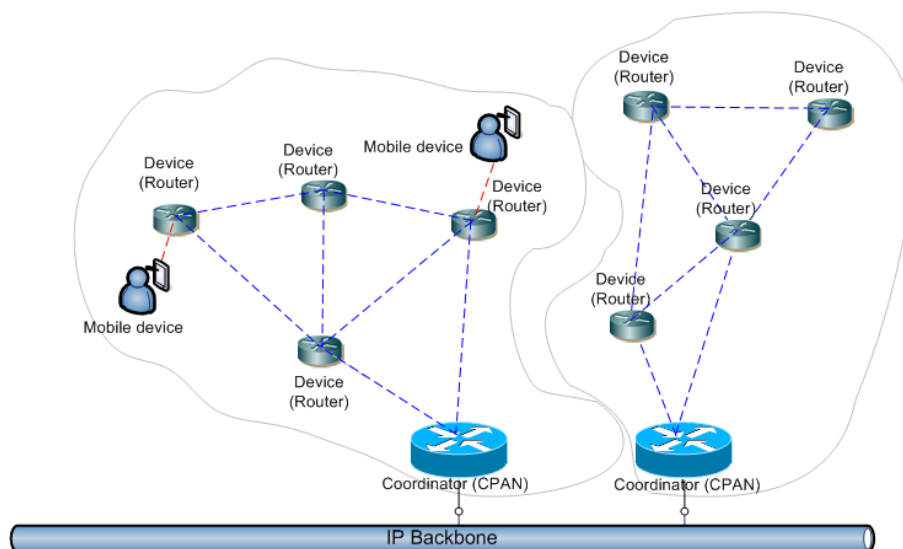 Device
(Router)
Device
(Router)
Mobile device
Device
(Router)
Device
(Router)
Device
(Router)
Device
(Router)
Mobile device
Device
(Router)
Device
(Router)
Device
(Router)
Coordinator (CPAN)
Coordinator (CPAN)
IP Backbone